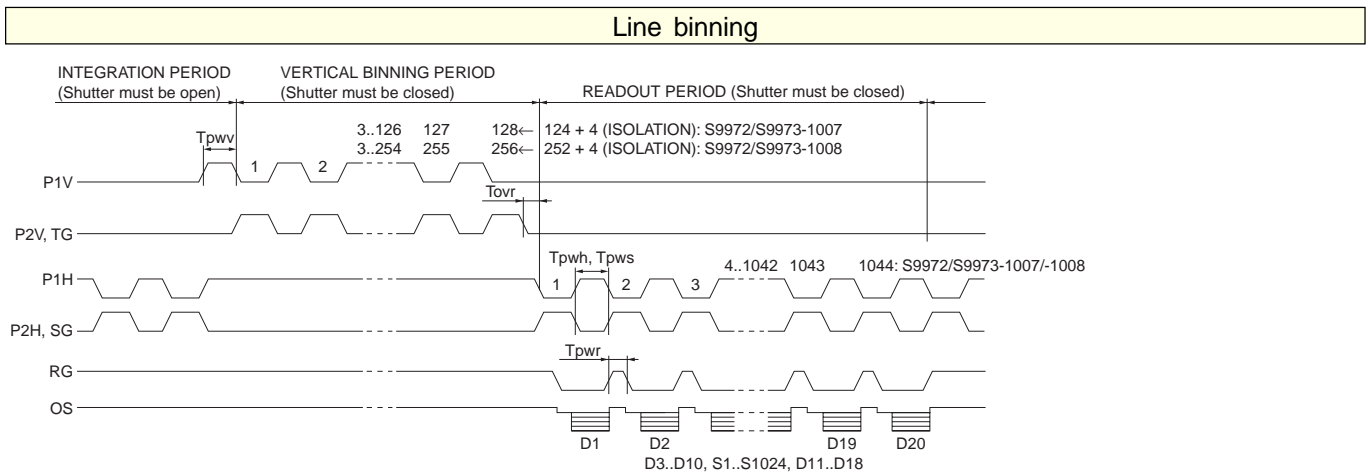 Line binning
INTEGRATION PERIOD
(Shutter must be open)
VERTICAL BINNING PERIOD
(Shutter must be closed)
READOUT PERIOD (Shutter must be closed)
Tpwv
3..126 127 128← 124 + 4 (ISOLATION): S9972/S9973-1007
3..254 255 256← 252 + 4 (ISOLATION): S9972/S9973-1008
1 2
P1V
Tovr
P2V, TG
Tpwh, Tpws
4..1042 1043 1044: S9972/S9973-1007/-1008
P1H
1 2 3
P2H, SG
Tpwr
RG
OS
D1 D2 D19 D20
D3..D10, S1..S1024, D11..D18